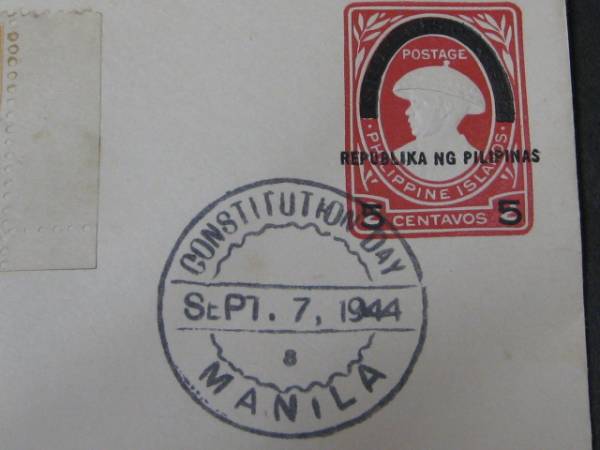 POSTAGE
REPUBLIKA NG PILIPINAS
· PHILIPPINE ISLANDS ·
5 CENTAVOS 5
CONSTITUTION DAY
SEPT. 7, 1944
8
MANILA